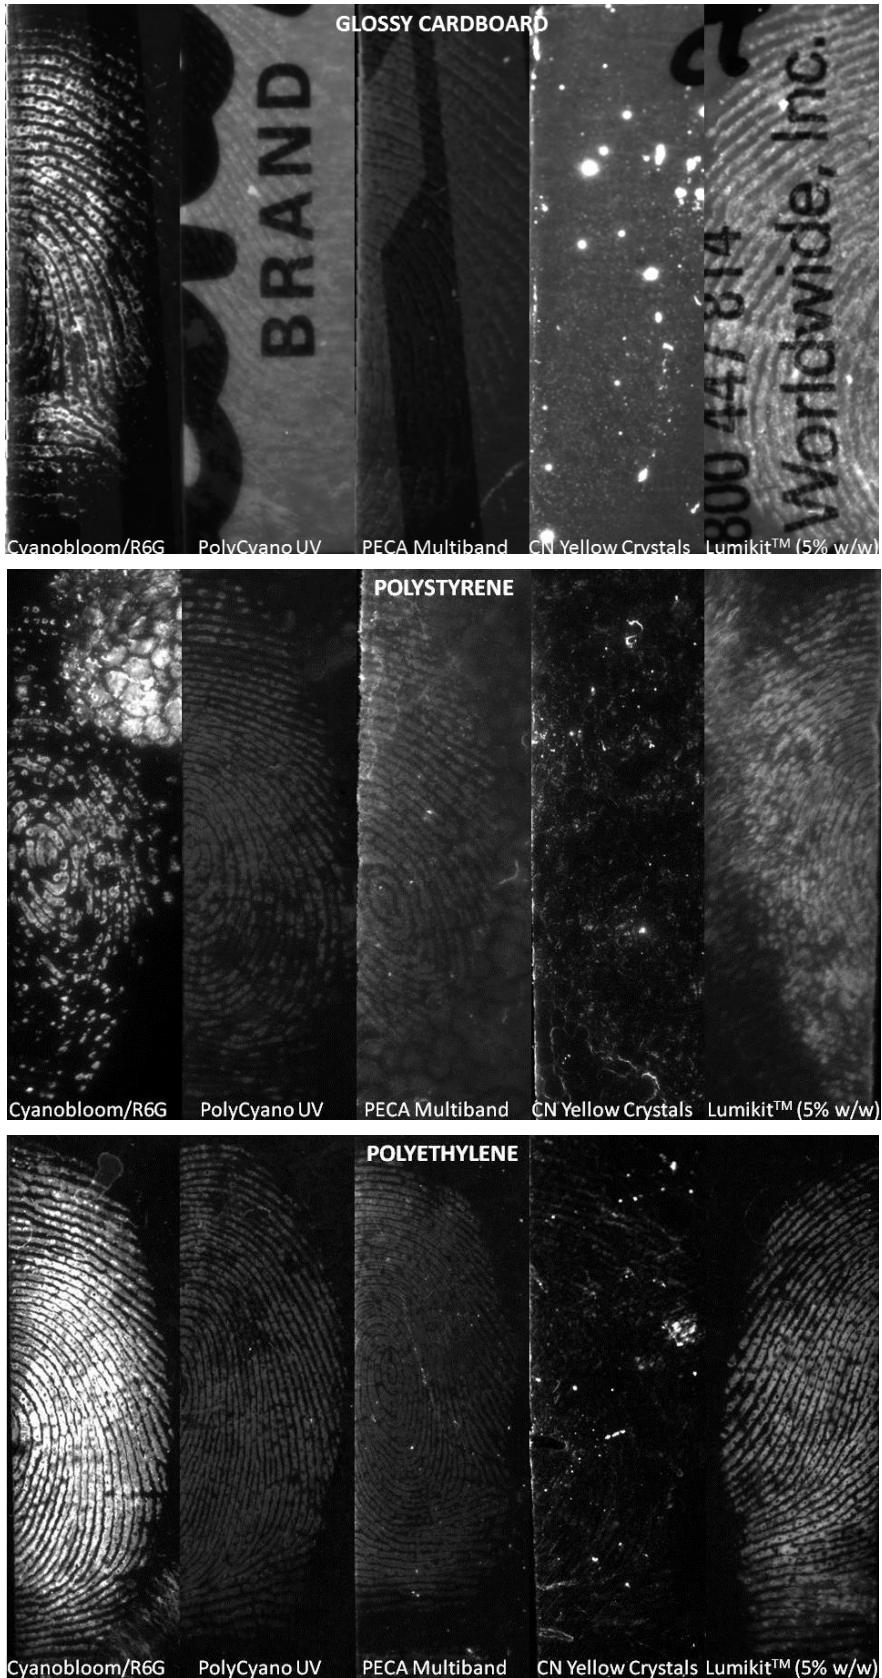 GLOSSY CARDBOARD
BRAND
800 447 814
Worldwide, Inc.
Cyanobloom/R6G PolyCyano UV PECA Multiband CN Yellow Crystals Lumikit™ (5% w/w)
POLYSTYRENE
Cyanobloom/R6G PolyCyano UV PECA Multiband CN Yellow Crystals Lumikit™ (5% w/w)
POLYETHYLENE
Cyanobloom/R6G PolyCyano UV PECA Multiband CN Yellow Crystals Lumikit™ (5% w/w)